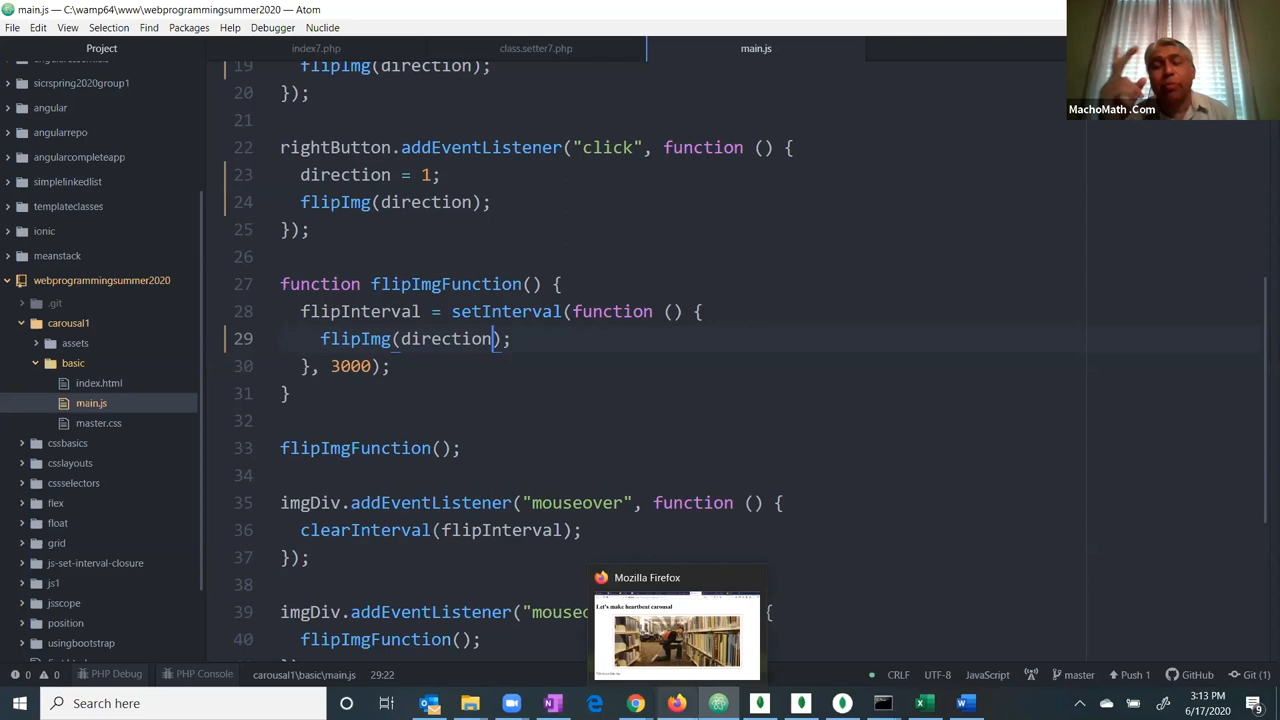 main.js — C:\wamp64\www\webprogrammingsummer2020 — Atom
File Edit View Selection Find Packages Help Debugger Nuclide
Project
index7.php
class.setter7.php
main.js
MachoMath .Com
sicrspring2020group1
angular
angularrepo
angularcompleteapp
simplelinkedlist
templateclasses
ionic
meanstack
webprogrammingsummer2020
.git
carousal1
assets
basic
index.html
main.js
master.css
cssbasics
csslayouts
cssselectors
flex
float
grid
js-set-interval-closure
js1
jsscope
position
usingbootstrap
19 flipImg(direction);
20 });
21
22 rightButton.addEventListener("click", function () {
23 direction = 1;
24 flipImg(direction);
25 });
26
27 function flipImgFunction() {
28 flipInterval = setInterval(function () {
29 flipImg(direction);
30 }, 3000);
31 }
32
33 flipImgFunction();
34
35 imgDiv.addEventListener("mouseover", function () {
36 clearInterval(flipInterval);
37 });
38
39 imgDiv.addEventListener("mouseo {
40 flipImgFunction();
Mozilla Firefox
Let's make heartbeat carousal
0 0 PHP Debug PHP Console carousal1\basic\main.js 29:22
CRLF UTF-8 JavaScript master Push 1 GitHub Git (1)
Search here
3:13 PM
6/17/2020
9